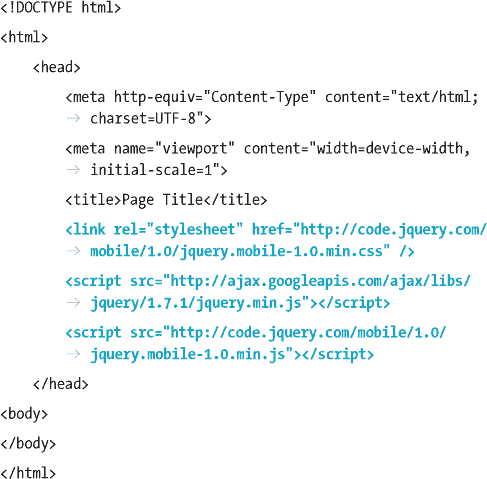 <!DOCTYPE html>
<html>
<head>
<meta http-equiv="Content-Type" content="text/html;
→ charset=UTF-8">
<meta name="viewport" content="width=device-width,
→ initial-scale=1">
<title>Page Title</title>
<link rel="stylesheet" href="http://code.jquery.com/
→ mobile/1.0/jquery.mobile-1.0.min.css" />
<script src="http://ajax.googleapis.com/ajax/libs/
→ jquery/1.7.1/jquery.min.js"></script>
<script src="http://code.jquery.com/mobile/1.0/
→ jquery.mobile-1.0.min.js"></script>
</head>
<body>
</body>
</html>